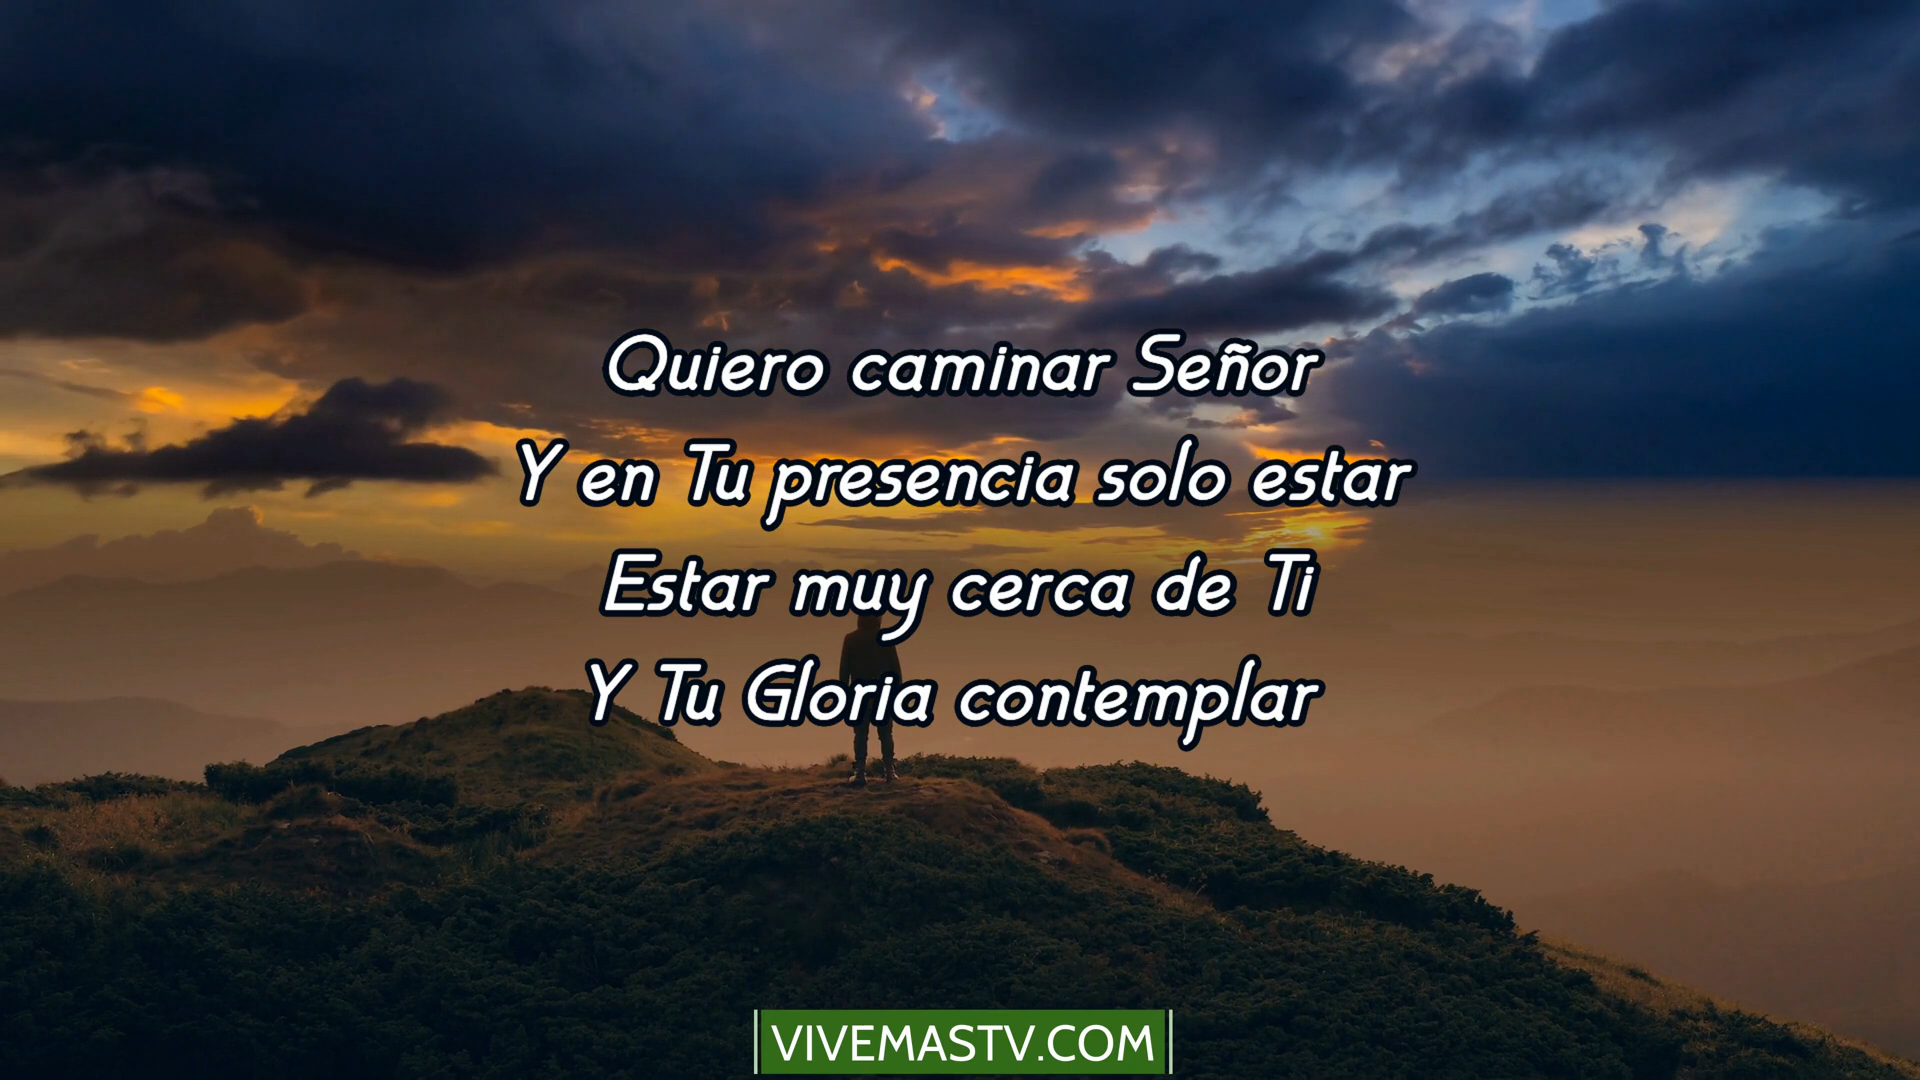 Quiero caminar Señor
Y en Tu presencia solo estar
Estar muy cerca de Ti
Y Tu Gloria contemplar
VIVEMASTV.COM